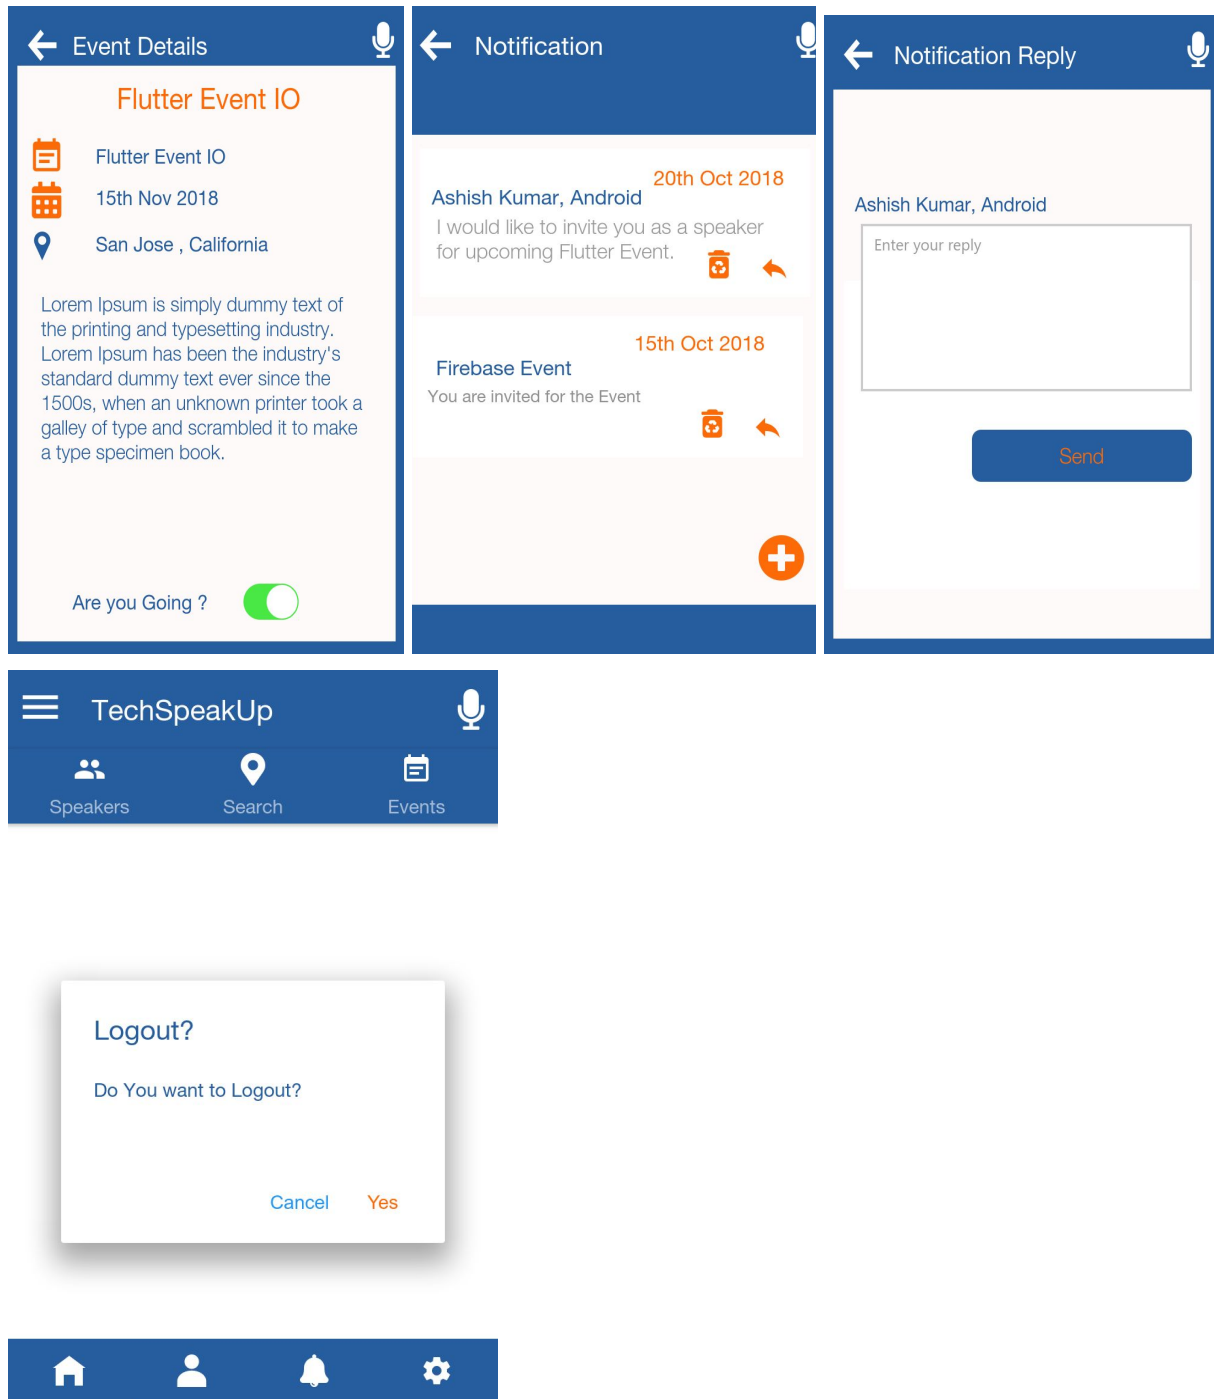 Event Details
Flutter Event IO
Flutter Event IO
15th Nov 2018
San Jose , California
Lorem Ipsum is simply dummy text of
the printing and typesetting industry.
Lorem Ipsum has been the industry's
standard dummy text ever since the
1500s, when an unknown printer took a
galley of type and scrambled it to make
a type specimen book.
Are you Going ?
Notification
20th Oct 2018
Ashish Kumar, Android
I would like to invite you as a speaker
for upcoming Flutter Event.
15th Oct 2018
Firebase Event
You are invited for the Event
Notification Reply
Ashish Kumar, Android
Enter your reply
Send
TechSpeakUp
Speakers Search Events
Logout?
Do You want to Logout?
Cancel Yes